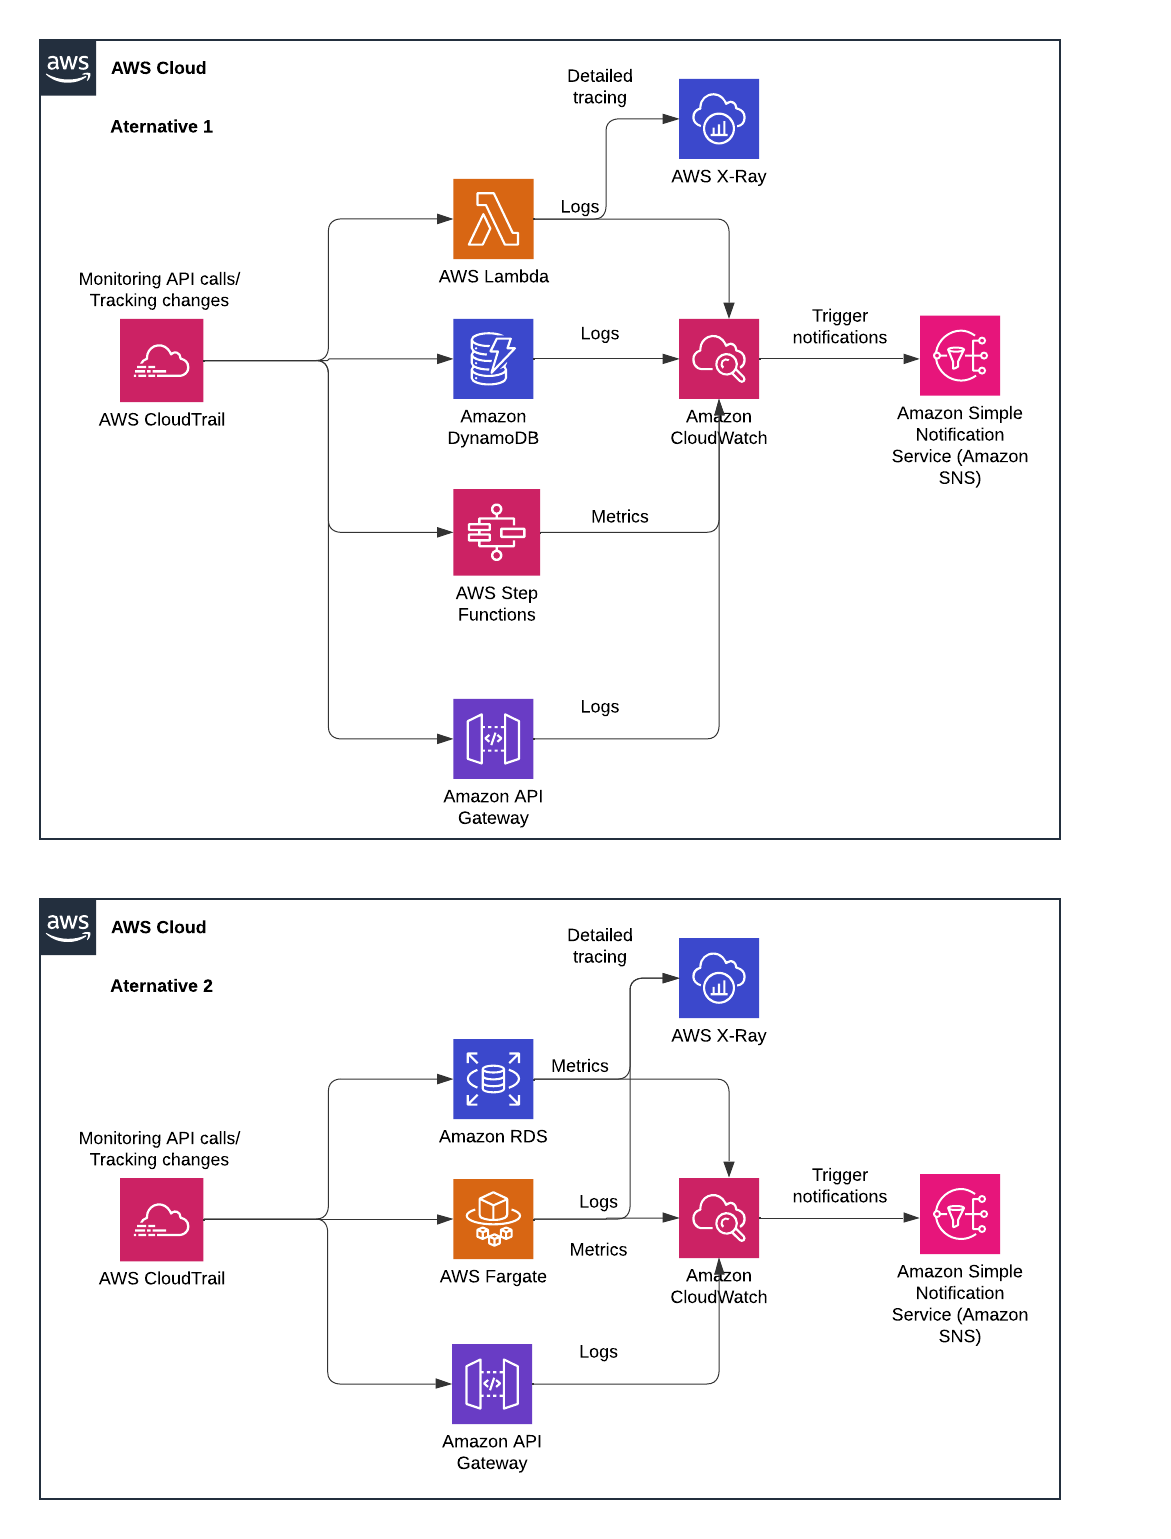 aws
AWS Cloud
Aternative 1
Detailed
tracing
AWS X-Ray
Logs
AWS Lambda
Monitoring API calls/
Tracking changes
AWS CloudTrail
Logs
Amazon
DynamoDB
Amazon
CloudWatch
Trigger
notifications
Amazon Simple
Notification
Service (Amazon
SNS)
Metrics
AWS Step
Functions
Logs
</>
Amazon API
Gateway
aws
AWS Cloud
Aternative 2
Detailed
tracing
AWS X-Ray
Metrics
Amazon RDS
Monitoring API calls/
Tracking changes
AWS CloudTrail
Logs
Metrics
AWS Fargate
Amazon
CloudWatch
Trigger
notifications
Amazon Simple
Notification
Service (Amazon
SNS)
Logs
</>
Amazon API
Gateway